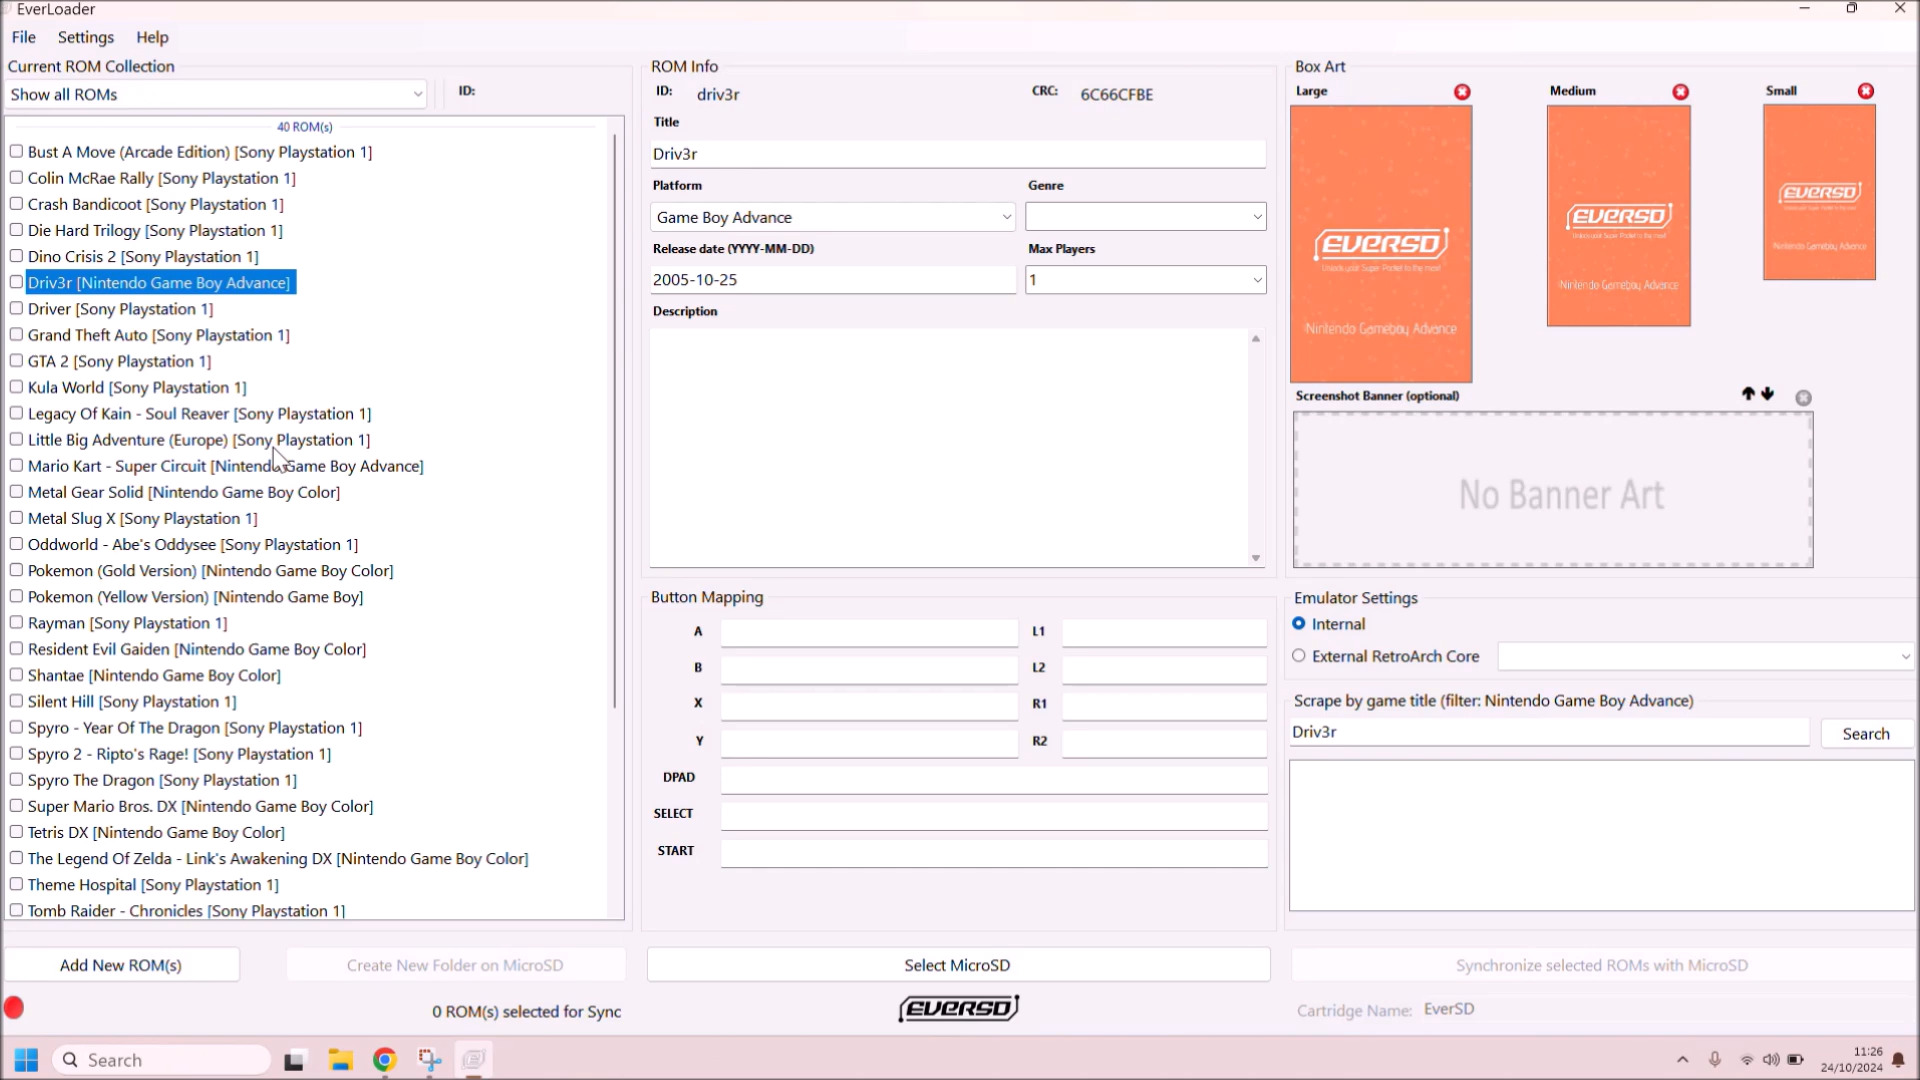 EverLoader
File Settings Help
Current ROM Collection
Show all ROMs
ID:
40 ROM(s)
Bust A Move (Arcade Edition) [Sony Playstation 1]
Colin McRae Rally [Sony Playstation 1]
Crash Bandicoot [Sony Playstation 1]
Die Hard Trilogy [Sony Playstation 1]
Dino Crisis 2 [Sony Playstation 1]
Driv3r [Nintendo Game Boy Advance]
Driver [Sony Playstation 1]
Grand Theft Auto [Sony Playstation 1]
GTA 2 [Sony Playstation 1]
Kula World [Sony Playstation 1]
Legacy Of Kain - Soul Reaver [Sony Playstation 1]
Little Big Adventure (Europe) [Sony Playstation 1]
Mario Kart - Super Circuit [Nintendo Game Boy Advance]
Metal Gear Solid [Nintendo Game Boy Color]
Metal Slug X [Sony Playstation 1]
Oddworld - Abe's Oddysee [Sony Playstation 1]
Pokemon (Gold Version) [Nintendo Game Boy Color]
Pokemon (Yellow Version) [Nintendo Game Boy]
Rayman [Sony Playstation 1]
Resident Evil Gaiden [Nintendo Game Boy Color]
Shantae [Nintendo Game Boy Color]
Silent Hill [Sony Playstation 1]
Spyro - Year Of The Dragon [Sony Playstation 1]
Spyro 2 - Ripto's Rage! [Sony Playstation 1]
Spyro The Dragon [Sony Playstation 1]
Super Mario Bros. DX [Nintendo Game Boy Color]
Tetris DX [Nintendo Game Boy Color]
The Legend Of Zelda - Link's Awakening DX [Nintendo Game Boy Color]
Theme Hospital [Sony Playstation 1]
Tomb Raider - Chronicles [Sony Playstation 1]
Add New ROM(s)
Create New Folder on MicroSD
0 ROM(s) selected for Sync
ROM Info
ID: driv3r
CRC: 6C66CFBE
Title
Driv3r
Platform
Genre
Game Boy Advance
Release date (YYYY-MM-DD)
Max Players
2005-10-25
1
Description
Button Mapping
A
L1
B
L2
X
R1
Y
R2
DPAD
SELECT
START
Select MicroSD
EVERSD
Box Art
Large
Medium
Small
EVERSD
Unlock your Super Pocket to the max!
Nintendo Gameboy Advance
EVERSD
Unlock your Super Pocket to the max!
Nintendo Gameboy Advance
EVERSD
Nintendo Gameboy Advance
Screenshot Banner (optional)
No Banner Art
Emulator Settings
Internal
External RetroArch Core
Scrape by game title (filter: Nintendo Game Boy Advance)
Driv3r
Search
Synchronize selected ROMs with MicroSD
Cartridge Name: EverSD
Search
11:26
24/10/2024